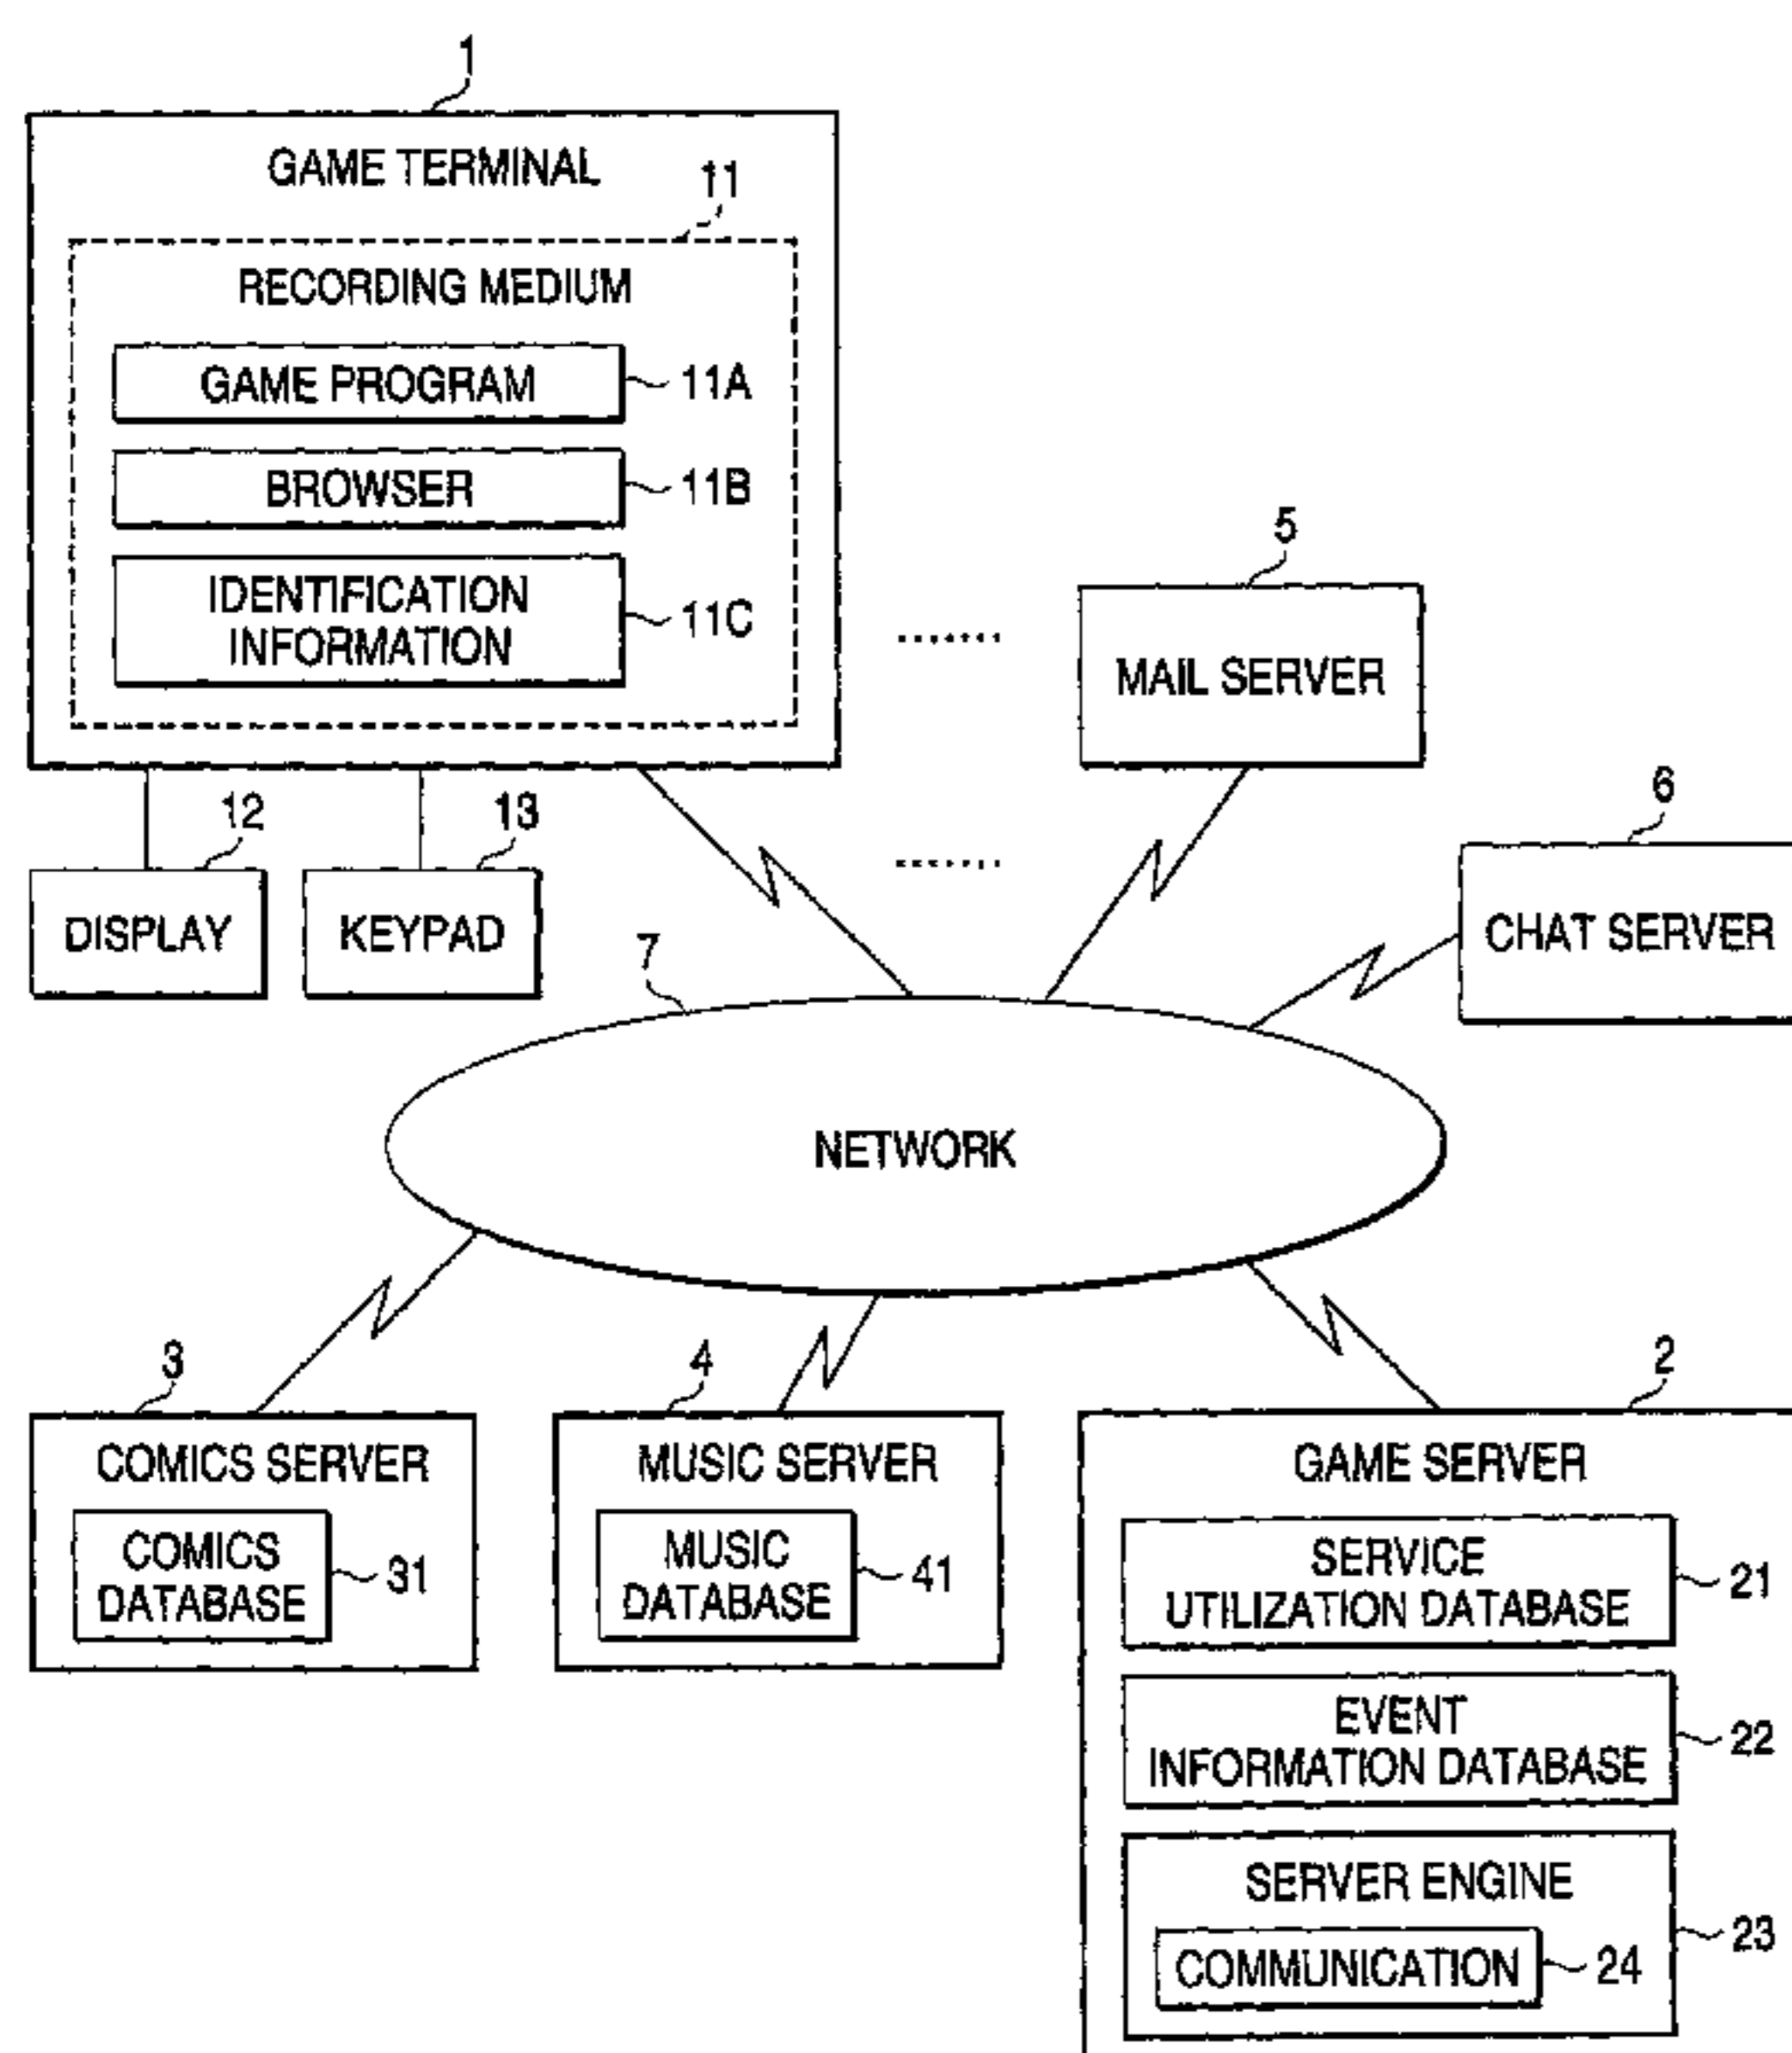 1
GAME TERMINAL
11
RECORDING MEDIUM
GAME PROGRAM
11A
BROWSER
11B
IDENTIFICATION
INFORMATION
11C
5
MAIL SERVER
12
DISPLAY
13
KEYPAD
6
CHAT SERVER
7
NETWORK
3
COMICS SERVER
COMICS
DATABASE
31
4
MUSIC SERVER
MUSIC
DATABASE
41
2
GAME SERVER
SERVICE
UTILIZATION DATABASE
21
EVENT
INFORMATION DATABASE
22
SERVER ENGINE
23
COMMUNICATION
24